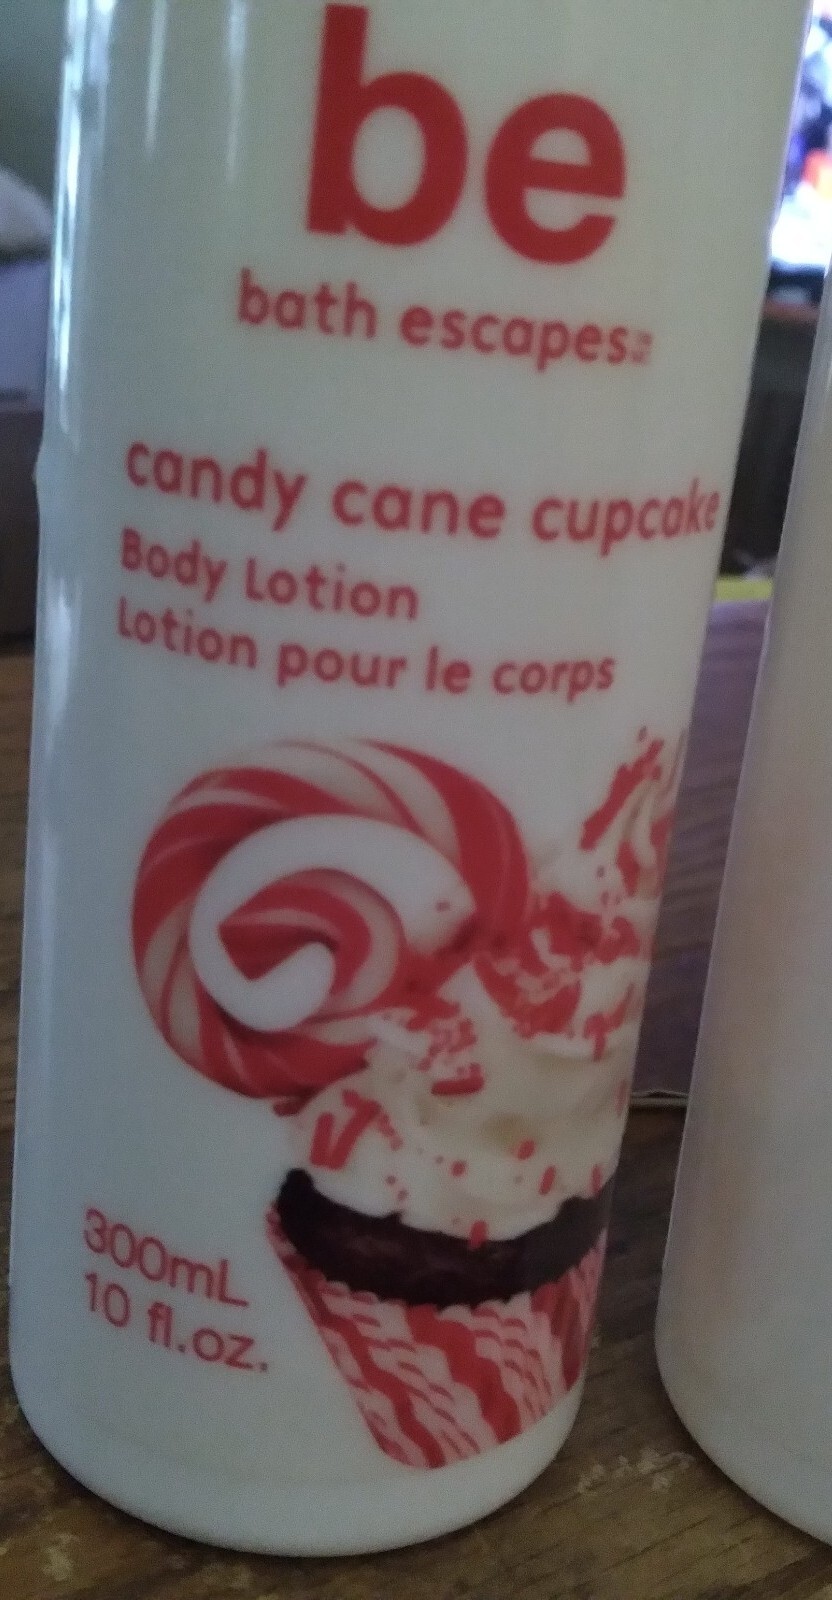 be
bath escapes
candy cane cupcake
Body Lotion
Lotion pour le corps
300mL
10 fl.oz.